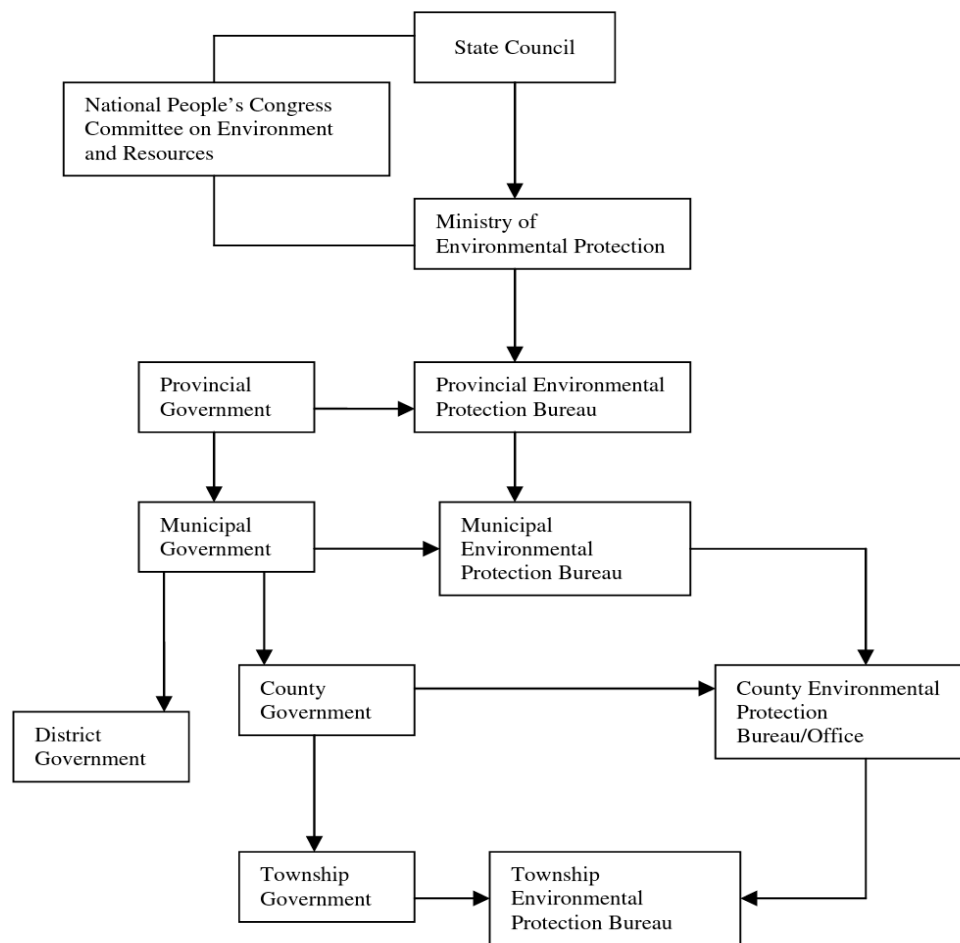 State Council
National People's Congress
Committee on Environment
and Resources
Ministry of
Environmental Protection
Provincial
Government
Provincial Environmental
Protection Bureau
Municipal
Government
Municipal
Environmental
Protection Bureau
County
Government
County Environmental
Protection
Bureau/Office
District
Government
Township
Government
Township
Environmental
Protection Bureau